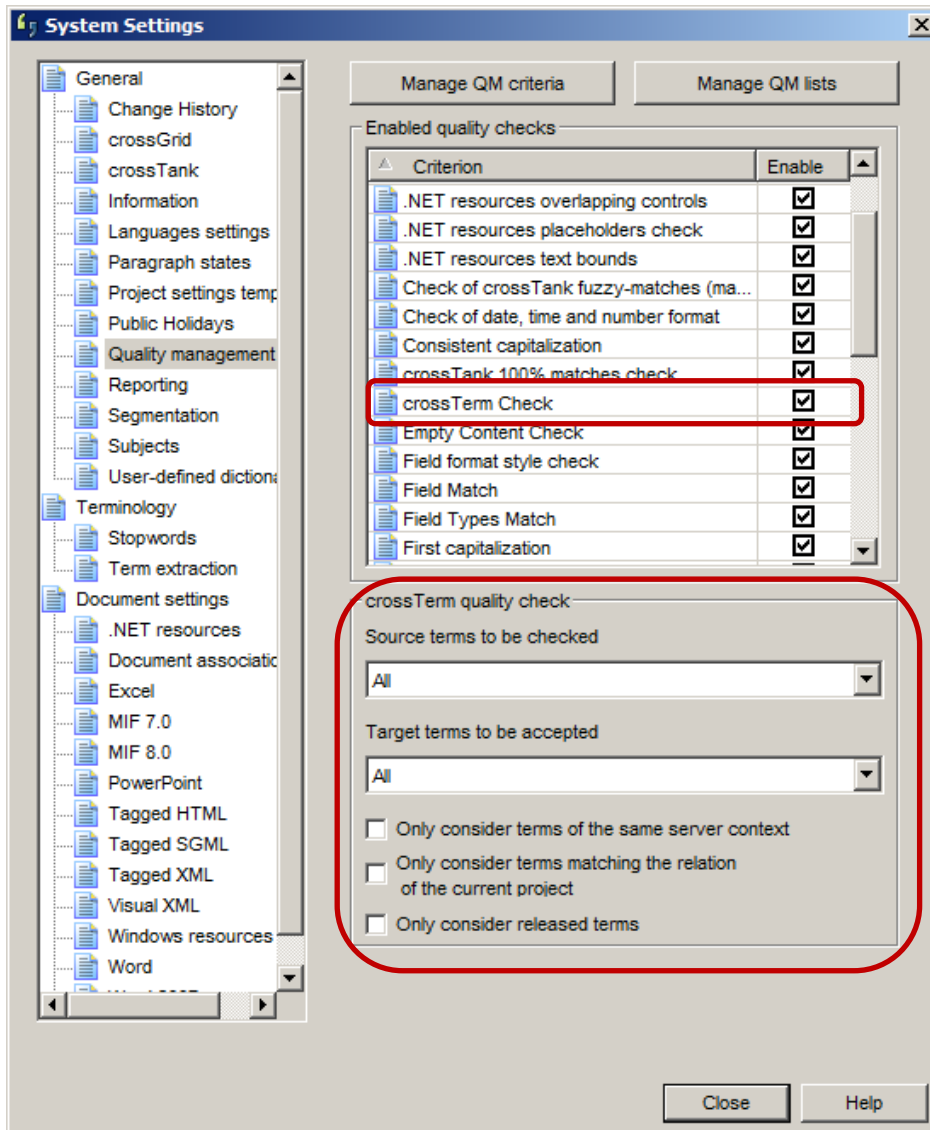 System Settings
General
Change History
crossGrid
crossTank
Information
Languages settings
Paragraph states
Project settings temp
Public Holidays
Quality management
Reporting
Segmentation
Subjects
User-defined dictiona
Terminology
Stopwords
Term extraction
Document settings
.NET resources
Document associatio
Excel
MIF 7.0
MIF 8.0
PowerPoint
Tagged HTML
Tagged SGML
Tagged XML
Visual XML
Windows resources
Word
Manage QM criteria Manage QM lists
Enabled quality checks
Criterion Enable
.NET resources overlapping controls
.NET resources placeholders check
.NET resources text bounds
Check of crossTank fuzzy-matches (ma...
Check of date, time and number format
Consistent capitalization
crossTank 100% matches check
crossTerm Check
Empty Content Check
Field format style check
Field Match
Field Types Match
First capitalization
crossTerm quality check
Source terms to be checked
All
Target terms to be accepted
All
Only consider terms of the same server context
Only consider terms matching the relation
of the current project
Only consider released terms
Close Help